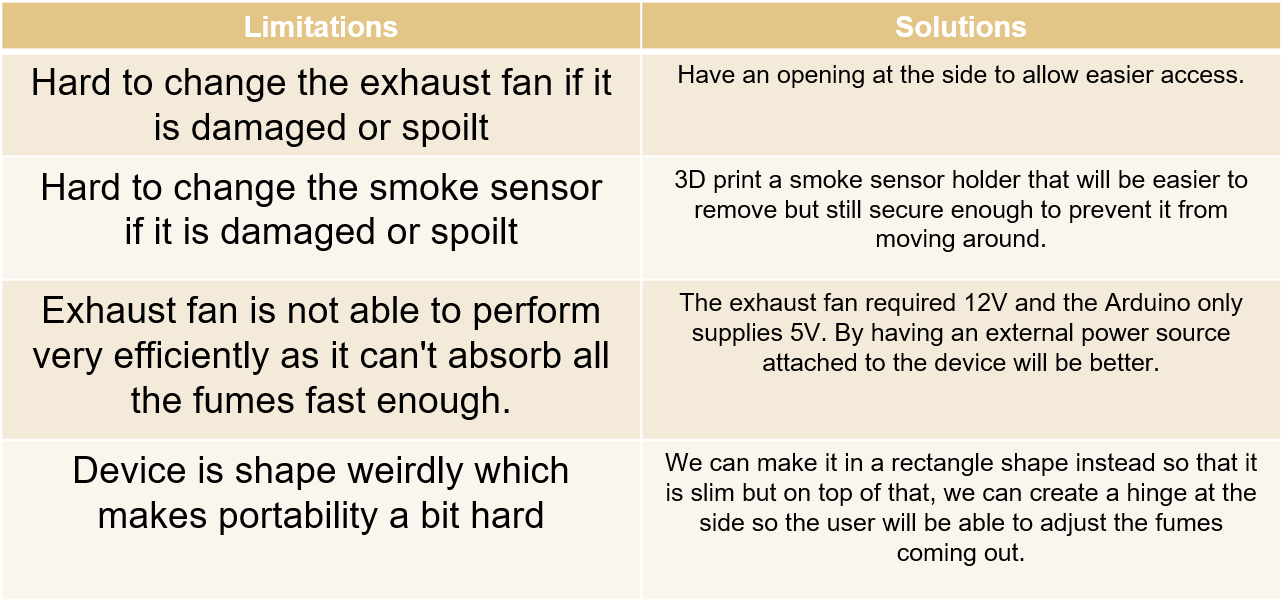 Limitations
Solutions
Hard to change the exhaust fan if it
is damaged or spoilt
Have an opening at the side to allow easier access.
Hard to change the smoke sensor
if it is damaged or spoilt
3D print a smoke sensor holder that will be easier to
remove but still secure enough to prevent it from
moving around.
Exhaust fan is not able to perform
very efficiently as it can't absorb all
the fumes fast enough.
The exhaust fan required 12V and the Arduino only
supplies 5V. By having an external power source
attached to the device will be better.
Device is shape weirdly which
makes portability a bit hard
We can make it in a rectangle shape instead so that it
is slim but on top of that, we can create a hinge at the
side so the user will be able to adjust the fumes
coming out.